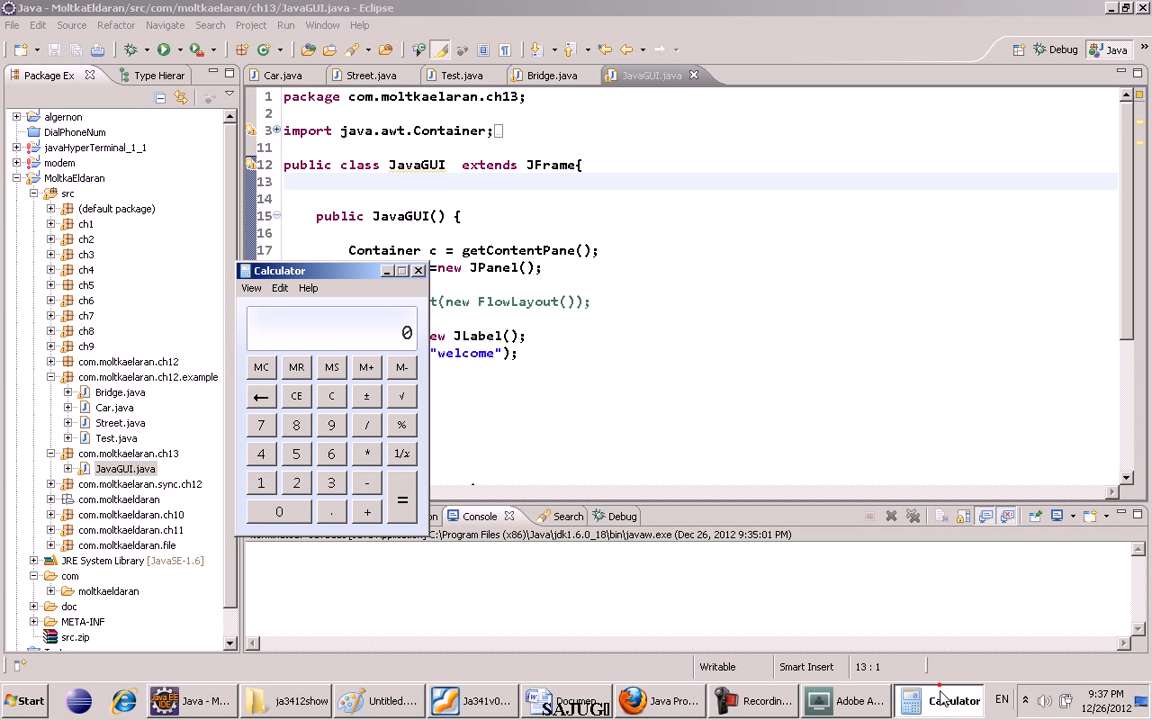 Java - MoltkaEldaran/src/com/moltkaelaran/ch13/JavaGUI.java - Eclipse
File Edit Source Refactor Navigate Search Project Run Window Help
Debug Java
Package Ex Type Hierar
Car.java Street.java Test.java Bridge.java JavaGUI.java
algernon
DialPhoneNum
javaHyperTerminal_1_1
modem
MoltkaEldaran
src
(default package)
ch1
ch2
ch3
ch4
ch5
ch6
ch7
ch8
ch9
com.moltkaelaran.ch12
com.moltkaelaran.ch12.example
Bridge.java
Car.java
Street.java
Test.java
com.moltkaelaran.ch13
JavaGUI.java
com.moltkaelaran.sync.ch12
com.moltkaeldaran
com.moltkaeldaran.ch10
com.moltkaeldaran.ch11
com.moltkaeldaran.file
JRE System Library [JavaSE-1.6]
com
moltkaeldaran
doc
META-INF
src.zip
1 package com.moltkaelaran.ch13;
2
3 import java.awt.Container;
11
12 public class JavaGUI extends JFrame{
13
14
15 public JavaGUI() {
16
17 Container c = getContentPane();
=new JPanel();
t(new FlowLayout());
ew JLabel();
"welcome");
Calculator
View Edit Help
0
MC MR MS M+ M-
← CE C ± √
7 8 9 / %
4 5 6 * 1/x
1 2 3 - =
0 . +
Console Search Debug
C:\Program Files (x86)\Java\jdk1.6.0_18\bin\javaw.exe (Dec 26, 2012 9:35:01 PM)
Writable Smart Insert 13 : 1
Start Java - M... ja3412show Untitled.... Ja341v0... Docum... Java Pro... Recordin... Adobe A... Calculator EN 9:37 PM
12/26/2012
SAJUGI